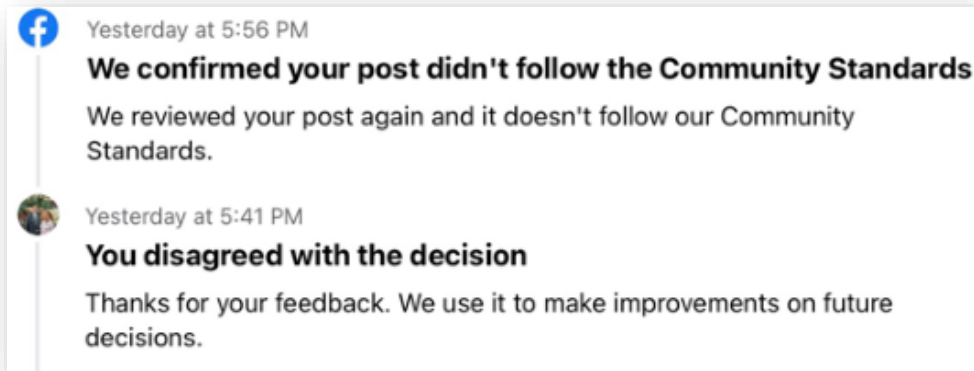 Yesterday at 5:56 PM
We confirmed your post didn't follow the Community Standards
We reviewed your post again and it doesn't follow our Community
Standards.
Yesterday at 5:41 PM
You disagreed with the decision
Thanks for your feedback. We use it to make improvements on future
decisions.